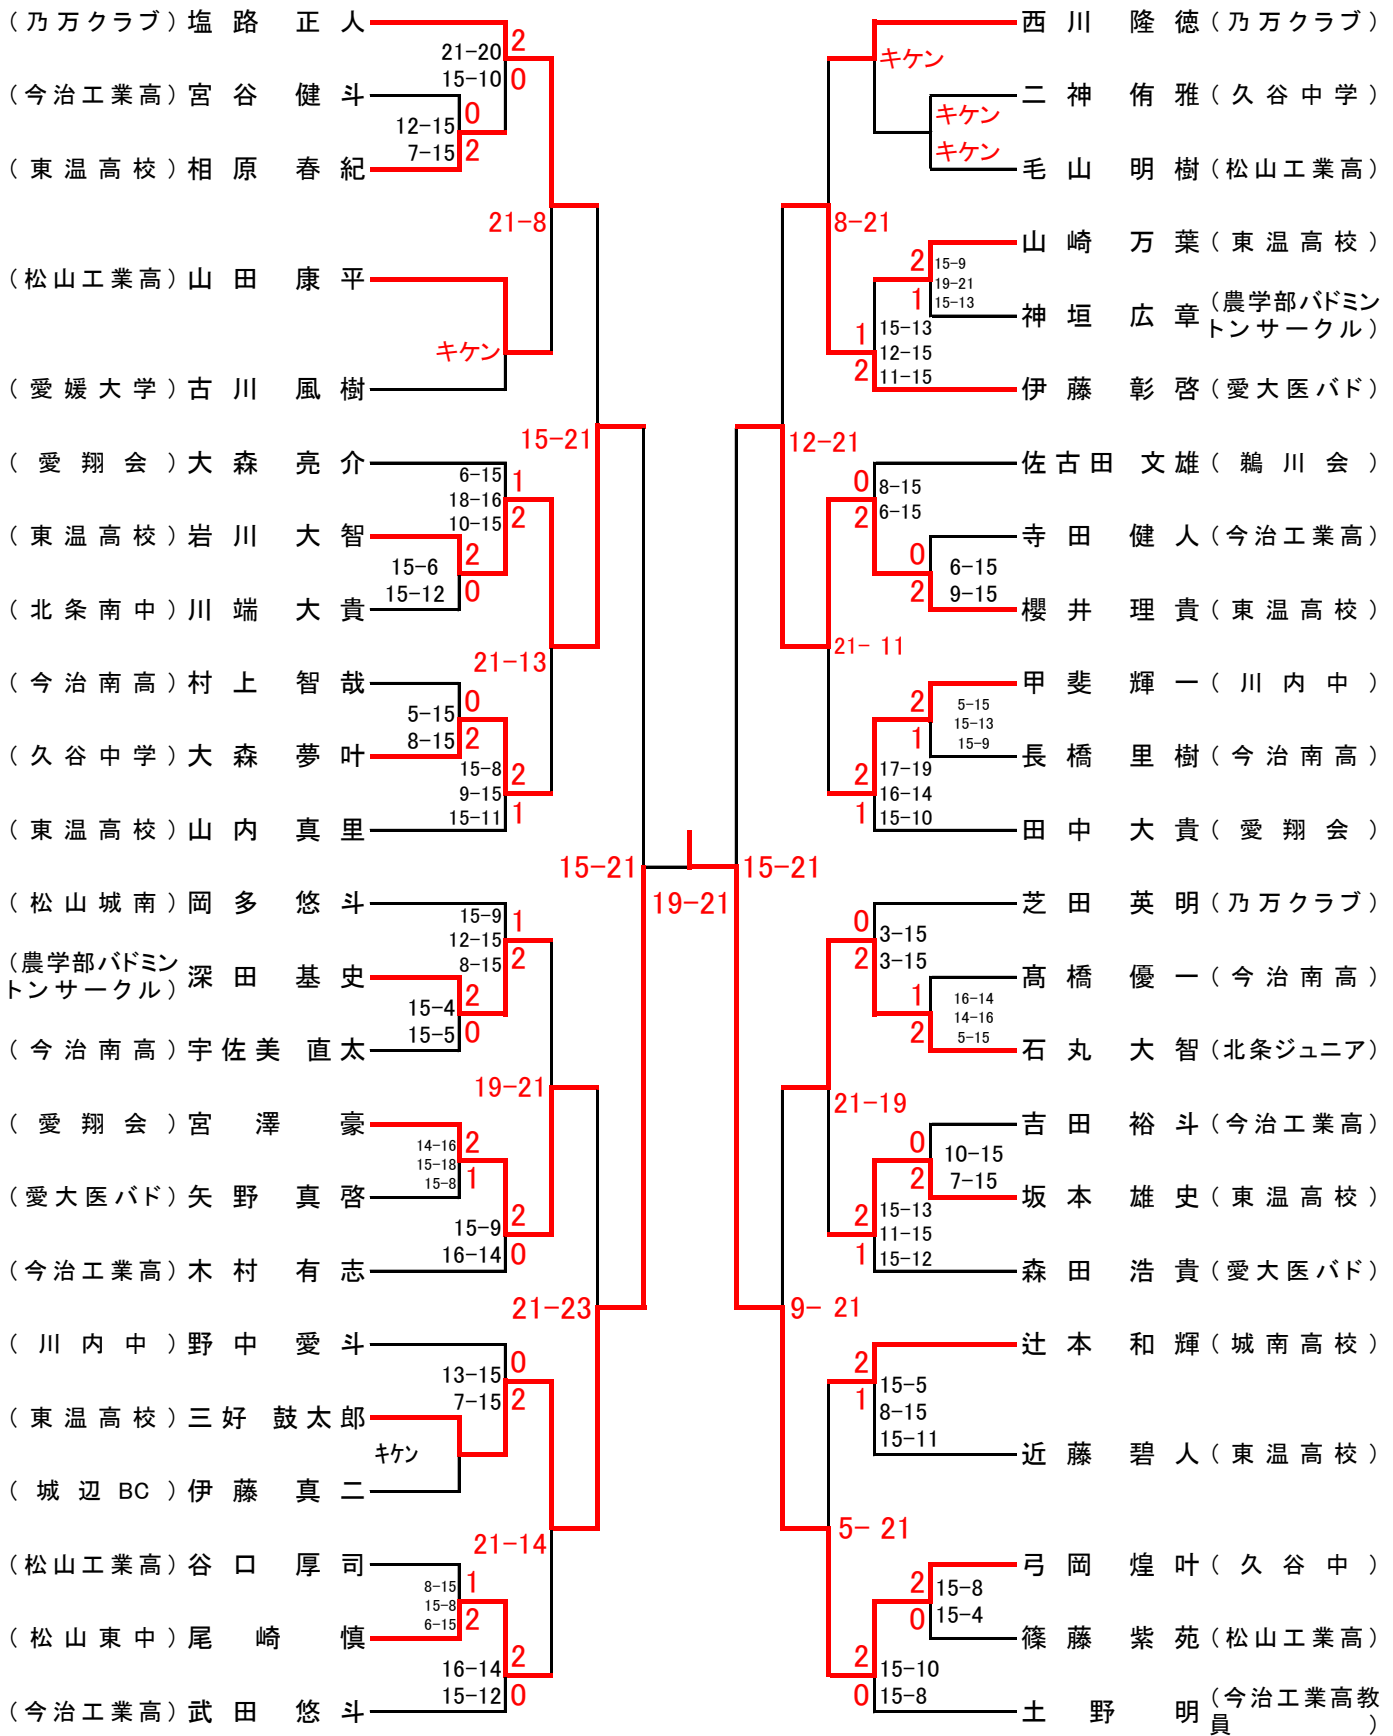 (乃万クラブ) 塩路 正人
2
21-20
15-10
0
(今治工業高) 宮谷 健斗
0
12-15
7-15
2
(東温高校) 相原 春紀
21-8
(松山工業高) 山田 康平
キケン
(愛媛大学) 古川 風樹
15-21
(愛翔会) 大森 亮介
6-15
18-16
10-15
1
2
(東温高校) 岩川 大智
15-6
15-12
2
0
(北条南中) 川端 大貴
21-13
(今治南高) 村上 智哉
5-15
8-15
0
2
(久谷中学) 大森 夢叶
15-8
9-15
15-11
2
1
(東温高校) 山内 真里
15-21
19-21
(松山城南) 岡多 悠斗
15-9
12-15
8-15
1
2
(農学部バドミン
トンサークル) 深田 基史
15-4
15-5
2
0
(今治南高) 宇佐美 直太
19-21
(愛翔会) 宮澤 豪
14-16
15-18
15-8
2
1
(愛大医バド) 矢野 真啓
15-9
16-14
2
0
(今治工業高) 木村 有志
21-23
(川内中) 野中 愛斗
13-15
7-15
0
2
(東温高校) 三好 鼓太郎
キケン
(城辺BC) 伊藤 真二
21-14
(松山工業高) 谷口 厚司
8-15
15-8
6-15
1
2
(松山東中) 尾崎 慎
16-14
15-12
2
0
(今治工業高) 武田 悠斗
西川 隆徳 (乃万クラブ)
キケン
二神 侑雅 (久谷中学)
キケン
キケン
毛山 明樹 (松山工業高)
8-21
山崎 万葉 (東温高校)
2
1
15-9
19-21
15-13
神垣 広章 (農学部バドミン
トンサークル)
1
2
15-13
12-15
11-15
伊藤 彰啓 (愛大医バド)
12-21
佐古田 文雄 (鵜川会)
0
2
8-15
6-15
寺田 健人 (今治工業高)
0
2
6-15
9-15
櫻井 理貴 (東温高校)
21- 11
甲斐 輝一 (川内中)
2
1
5-15
15-13
15-9
長橋 里樹 (今治南高)
2
1
17-19
16-14
15-10
田中 大貴 (愛翔会)
15-21
芝田 英明 (乃万クラブ)
0
2
3-15
3-15
髙橋 優一 (今治南高)
1
2
16-14
14-16
5-15
石丸 大智 (北条ジュニア)
21-19
吉田 裕斗 (今治工業高)
0
2
10-15
7-15
坂本 雄史 (東温高校)
2
1
15-13
11-15
15-12
森田 浩貴 (愛大医バド)
9- 21
辻本 和輝 (城南高校)
2
1
15-5
8-15
15-11
近藤 碧人 (東温高校)
5- 21
弓岡 煌叶 (久谷中)
2
0
15-8
15-4
篠藤 紫苑 (松山工業高)
2
0
15-10
15-8
土野 明 (今治工業高教
員)